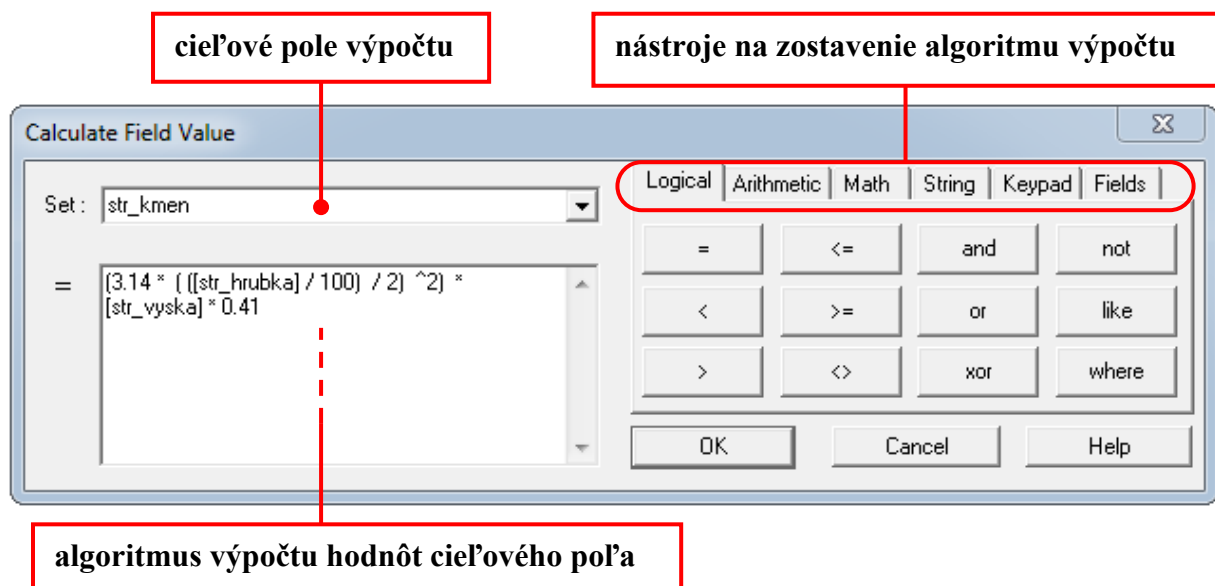 cieľové pole výpočtu
nástroje na zostavenie algoritmu výpočtu
Calculate Field Value
Set : str_kmen
Logical Arithmetic Math String Keypad Fields
= <= and not
= (3.14 * ( ([str_hrubka] / 100) / 2) ^2) *
[str_vyska] * 0.41
< >= or like
> <> xor where
OK Cancel Help
algoritmus výpočtu hodnôt cieľového poľa